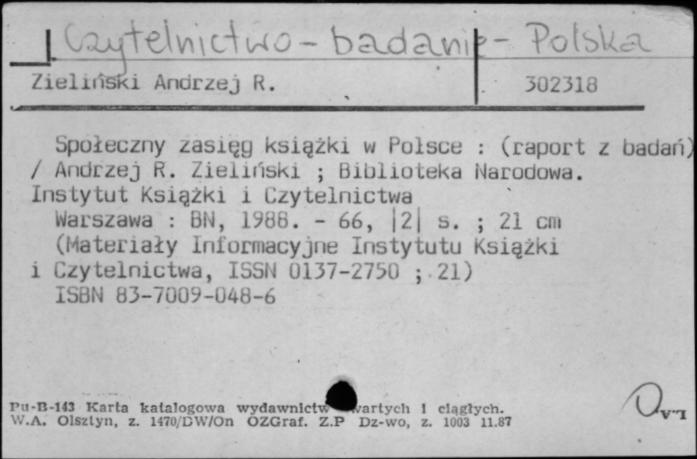 Czytelnictwo - badanie - Polska
Zieliński Andrzej R. 302318
Społeczny zasięg książki w Polsce : (raport z badań)
/ Andrzej R. Zieliński ; Biblioteka Narodowa.
Instytut Książki i Czytelnictwa
Warszawa : BN, 1988. - 66, |2| s. ; 21 cm
(Materiały Informacyjne Instytutu Książki
i Czytelnictwa, ISSN 0137-2750 ; 21)
ISBN 83-7009-048-6
Pu-B-143 Karta katalogowa wydawnictw zwartych i ciągłych.
W.A. Olsztyn, z. 1470/DW/On OZGraf. Z.P Dz-wo, z. 1003 11.87